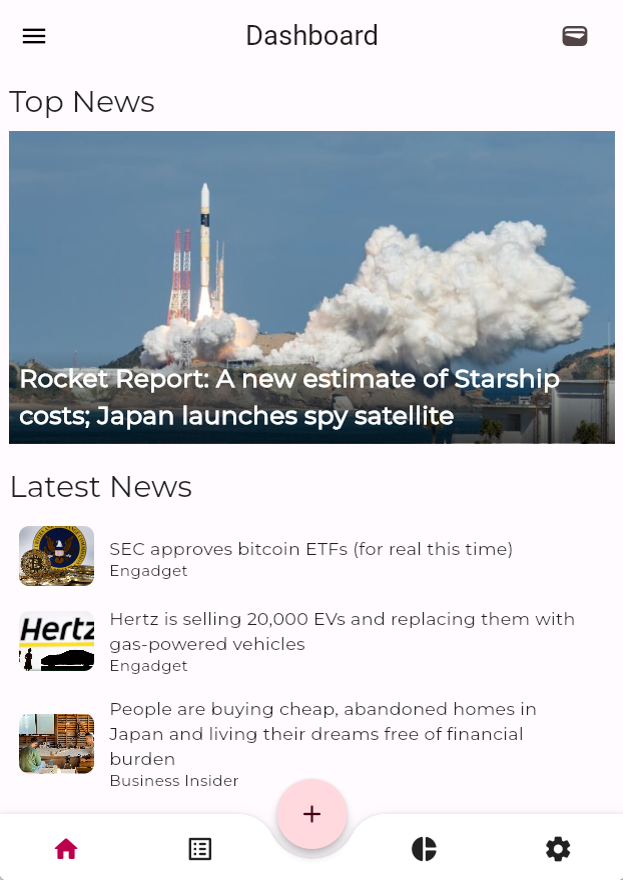 Dashboard
Top News
Rocket Report: A new estimate of Starship
costs; Japan launches spy satellite
Latest News
SEC approves bitcoin ETFs (for real this time)
Engadget
Hertz
Hertz is selling 20,000 EVs and replacing them with
gas-powered vehicles
Engadget
People are buying cheap, abandoned homes in
Japan and living their dreams free of financial
burden
Business Insider